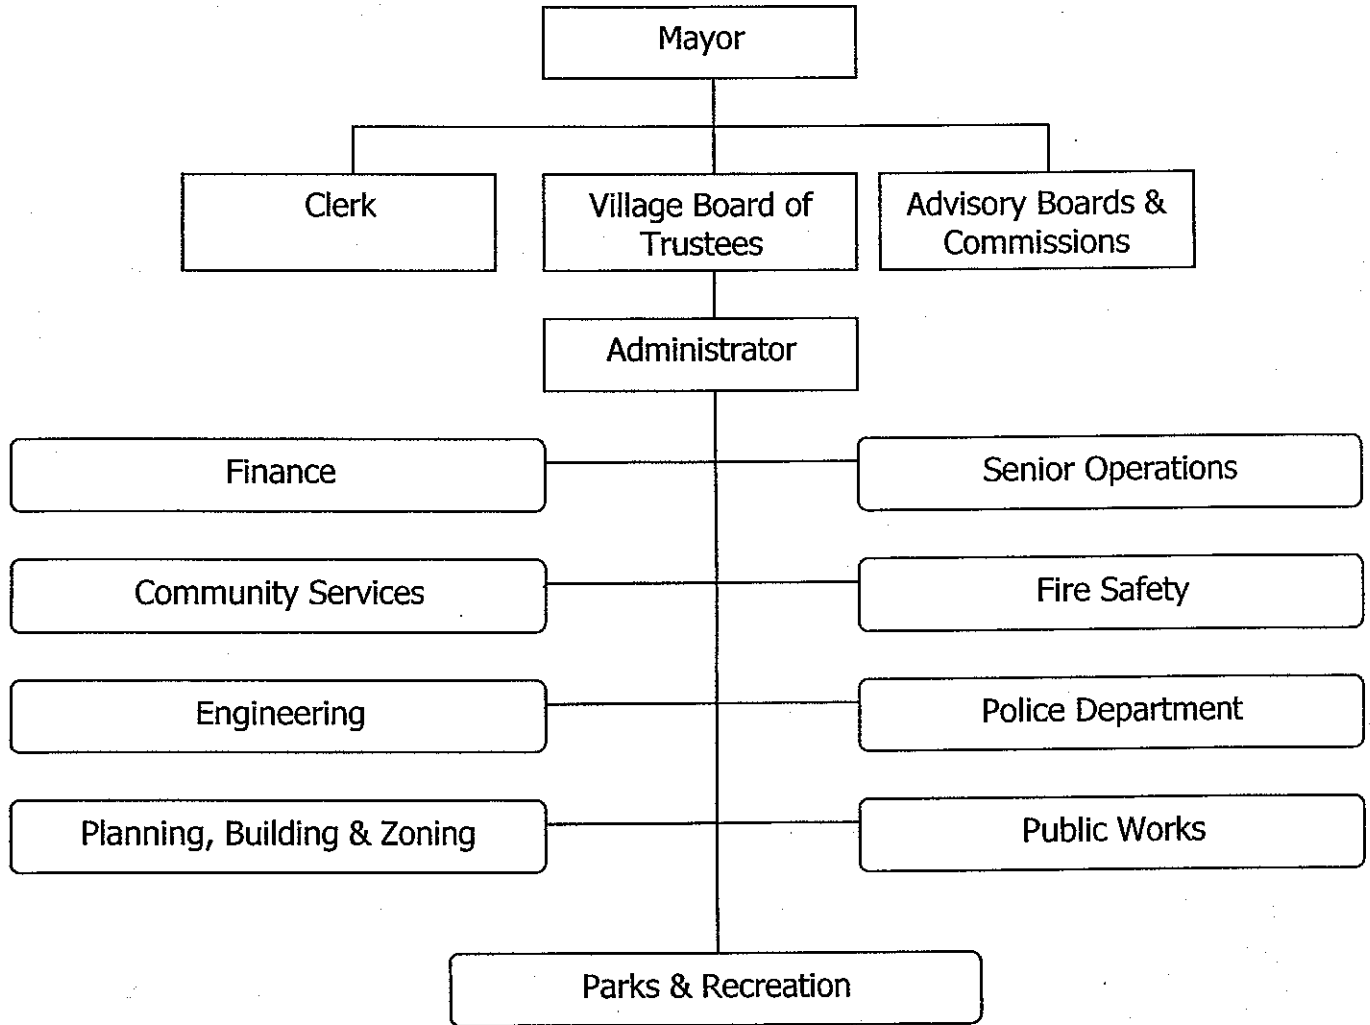 Mayor
Clerk
Village Board of
Trustees
Advisory Boards &
Commissions
Administrator
Finance
Senior Operations
Community Services
Fire Safety
Engineering
Police Department
Planning, Building & Zoning
Public Works
Parks & Recreation